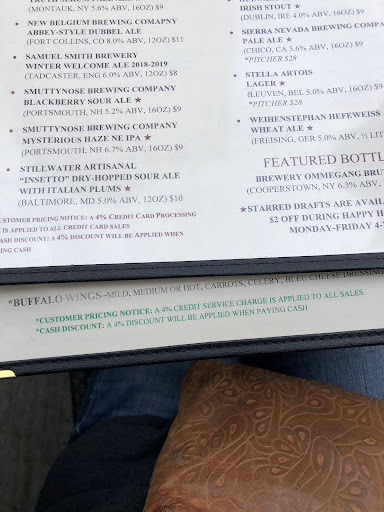 (MONTAUK, NY 5.6% ABV, 16OZ) $9
NEW BELGIUM BREWING COMAPNY
ABBEY-STYLE DUBBEL ALE
(FORT COLLINS, CO 8.0% ABV, 12OZ) $11
SAMUEL SMITH BREWERY
WINTER WELCOME ALE 2018-2019
(TADCASTER, ENG 6.0% ABV, 12OZ) $8
SMUTTYNOSE BREWING COMPANY
BLACKBERRY SOUR ALE ★
(PORTSMOUTH, NH 5.2% ABV, 16OZ) $9
SMUTTYNOSE BREWING COMPANY
MYSTERIOUS HAZE NE IPA ★
(PORTSMOUTH, NH 6.7% ABV, 16OZ) $9
STILLWATER ARTISANAL
"INSETTO" DRY-HOPPED SOUR ALE
WITH ITALIAN PLUMS ★
(BALTIMORE, MD 5.0% ABV, 12OZ) $10
CUSTOMER PRICING NOTICE: A 4% CREDIT CARD PROCESSING
IS APPLIED TO ALL CREDIT CARD SALES
CASH DISCOUNT: A 4% DISCOUNT WILL BE APPLIED WHEN
ING CASH
IRISH STOUT ★
(DUBLIN, IRE 4.0% ABV, 16OZ) $9
SIERRA NEVADA BREWING COMP
PALE ALE ★
(CHICO, CA 5.6% ABV, 16OZ) $9
*PITCHER $28
STELLA ARTOIS
LAGER ★
(LEUVEN, BEL 5.0% ABV, 16OZ) $9
*PITCHER $28
WEIHENSTEPHAN HEFEWEISS
WHEAT ALE ★
(FREISING, GER 5.0% ABV, ½ LIT
FEATURED BOTTL
BREWERY OMMEGANG BRU
(COOPERSTOWN, NY 6.3% ABV,
★STARRED DRAFTS ARE AVAI
$2 OFF DURING HAPPY H
MONDAY-FRIDAY 4-7
*BUFFALO WINGS–MILD, MEDIUM OR HOT, CARROTS, CELERY, BLEU CHEESE DRESSING
*CUSTOMER PRICING NOTICE: A 4% CREDIT SERVICE CHARGE IS APPLIED TO ALL SALES.
*CASH DISCOUNT: A 4% DISCOUNT WILL BE APPLIED WHEN PAYING CASH